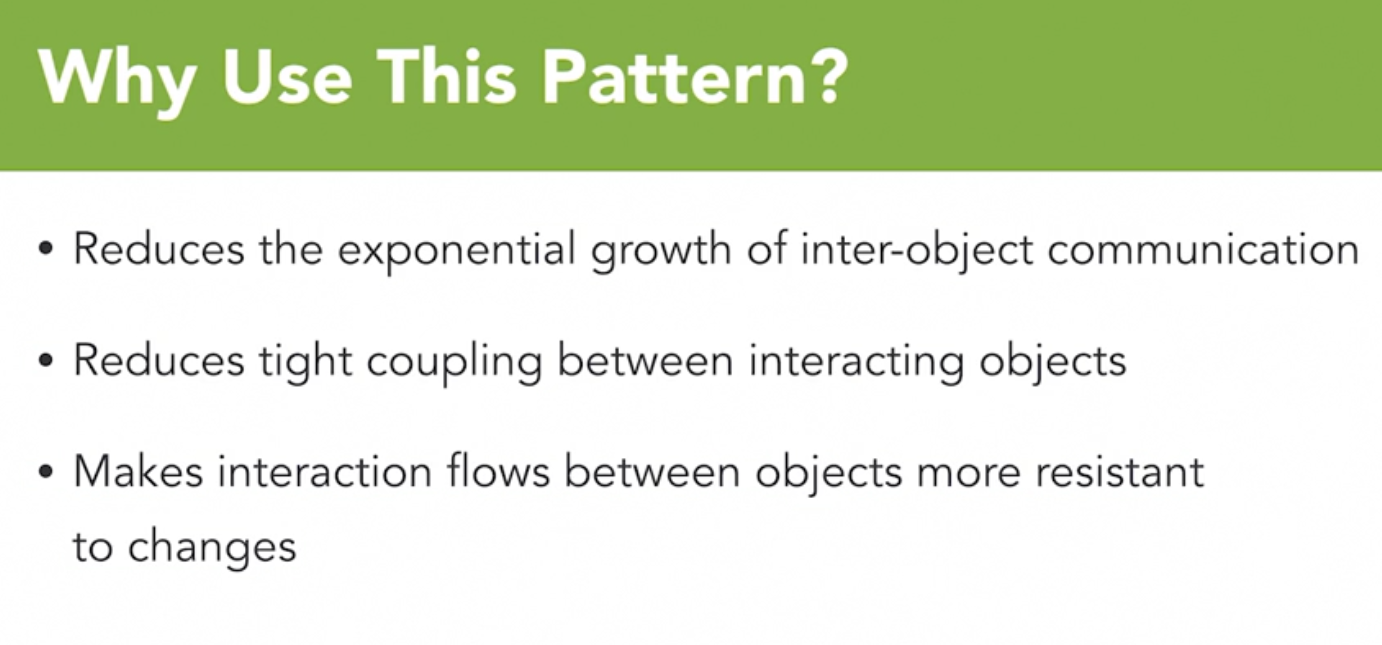 Why Use This Pattern?
• Reduces the exponential growth of inter-object communication
• Reduces tight coupling between interacting objects
• Makes interaction flows between objects more resistant
to changes